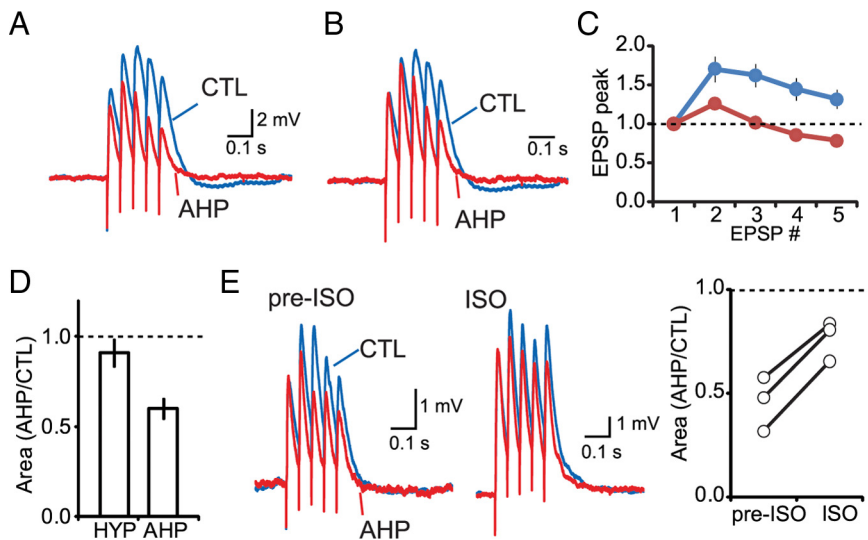 A
CTL
2 mV
0.1 s
AHP
B
CTL
0.1 s
AHP
C
EPSP peak
2.0
1.5
1.0
0.5
0.0
1 2 3 4 5
EPSP #
D
Area (AHP/CTL)
1.0
0.5
0.0
HYP AHP
E
pre-ISO
CTL
1 mV
0.1 s
AHP
ISO
1 mV
0.1 s
Area (AHP/CTL)
1.0
0.5
0.0
pre-ISO ISO